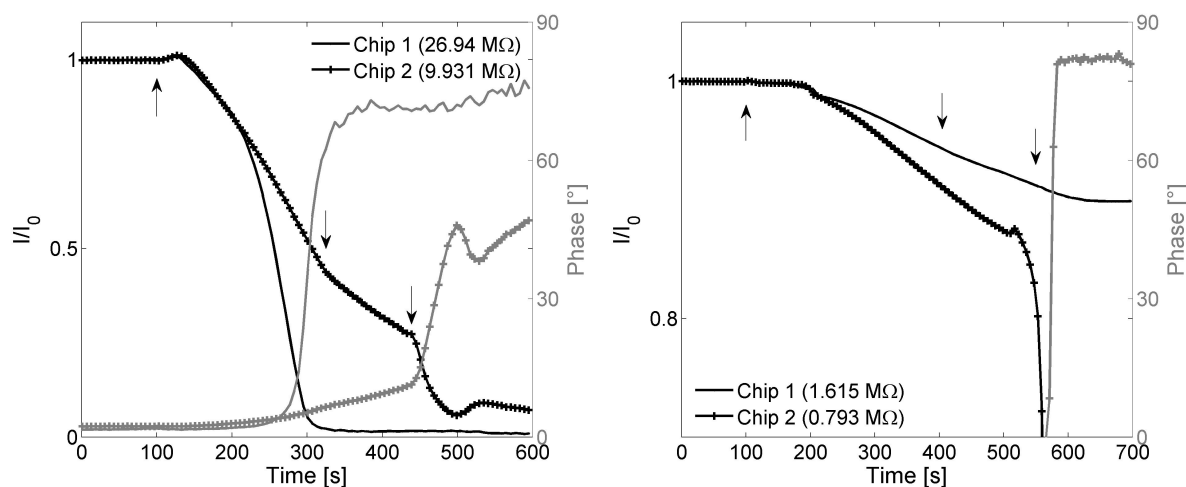 90
Chip 1 (26.94 MΩ)
Chip 2 (9.931 MΩ)
1
60
I/I0
0.5
Phase [°]
30
0
0
0 100 200 300 400 500 600
Time [s]
90
1
60
I/I0
Phase [°]
30
0.8
Chip 1 (1.615 MΩ)
Chip 2 (0.793 MΩ)
0
0 100 200 300 400 500 600 700
Time [s]